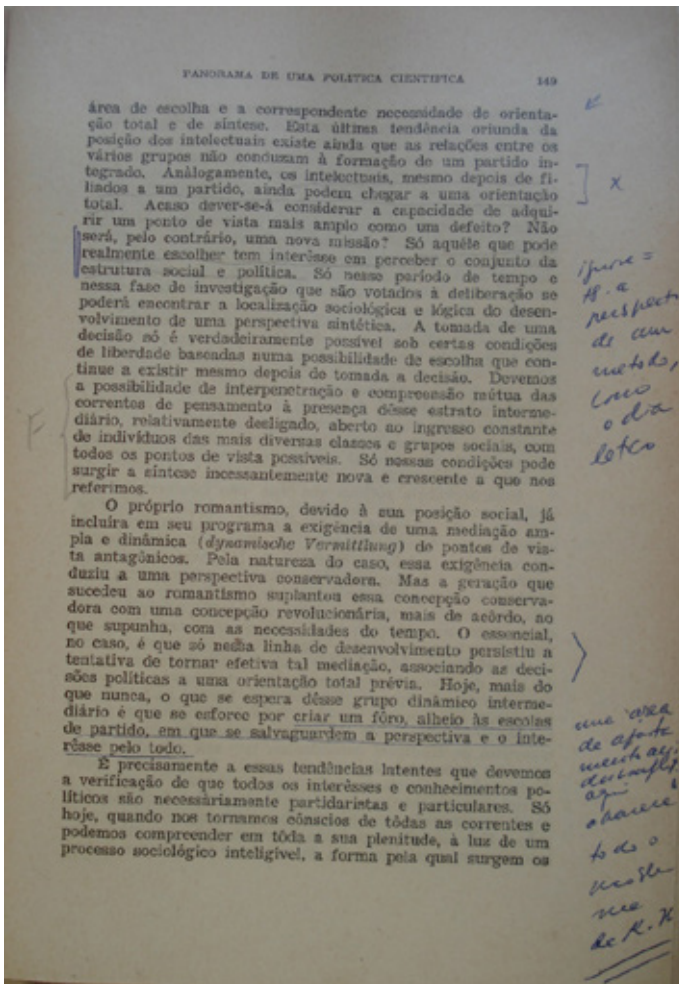 PANORAMA DE UMA POLITICA CIENTIFICA 149
área de escolha e a correspondente necessidade de orienta-
ção total e de síntese. Esta última tendência oriunda da
posição dos intelectuais existe ainda que as relações entre os
vários grupos não conduzam à formação de um partido in-
tegrado. Anàlogamente, os intelectuais, mesmo depois de fi-
liados a um partido, ainda podem chegar a uma orientação
total. Acaso dever-se-á considerar a capacidade de adqui-
rir um ponto de vista mais amplo como um defeito? Não
será, pelo contrário, uma nova missão? Só aquêle que pode
realmente escolher tem interêsse em perceber o conjunto da
estrutura social e política. Só nesse período de tempo e
nessa fase de investigação que são votados à deliberação se
poderá encontrar a localização sociológica e lógica do desen-
volvimento de uma perspectiva sintética. A tomada de uma
decisão só é verdadeiramente possível sob certas condições
de liberdade baseadas numa possibilidade de escolha que con-
tinue a existir mesmo depois de tomada a decisão. Devemos
a possibilidade de interpenetração e compreensão mútua das
correntes de pensamento à presença dêsse estrato interme-
diário, relativamente desligado, aberto ao ingresso constante
de indivíduos das mais diversas classes e grupos sociais, com
todos os pontos de vista possíveis. Só nessas condições pode
surgir a síntese incessantemente nova e crescente a que nos
referimos.
O próprio romantismo, devido à sua posição social, já
incluíra em seu programa a exigência de uma mediação am-
pla e dinâmica (dynamische Vermittlung) de pontos de vis-
ta antagônicos. Pela natureza do caso, essa exigência con-
duziu a uma perspectiva conservadora. Mas a geração que
sucedeu ao romantismo suplantou essa concepção conserva-
dora com uma concepção revolucionária, mais de acôrdo, ao
que supunha, com as necessidades do tempo. O essencial,
no caso, é que só nessa linha de desenvolvimento persistiu a
tentativa de tornar efetiva tal mediação, associando as deci-
sões políticas a uma orientação total prévia. Hoje, mais do
que nunca, o que se espera dêsse grupo dinâmico interme-
diário é que se esforce por criar um fôro, alheio às escolas
de partido, em que se salvaguardem a perspectiva e o inte-
rêsse pelo todo.
É precisamente a essas tendências latentes que devemos
a verificação de que todos os interêsses e conhecimentos po-
líticos são necessàriamente partidaristas e particulares. Só
hoje, quando nos tornamos cônscios de tôdas as correntes e
podemos compreender em tôda a sua plenitude, à luz de um
processo sociológico inteligível, a forma pela qual surgem os
x
F
de um
metodo,
como
o dia
letico
uma area
de
aqui
todo o
de K. M